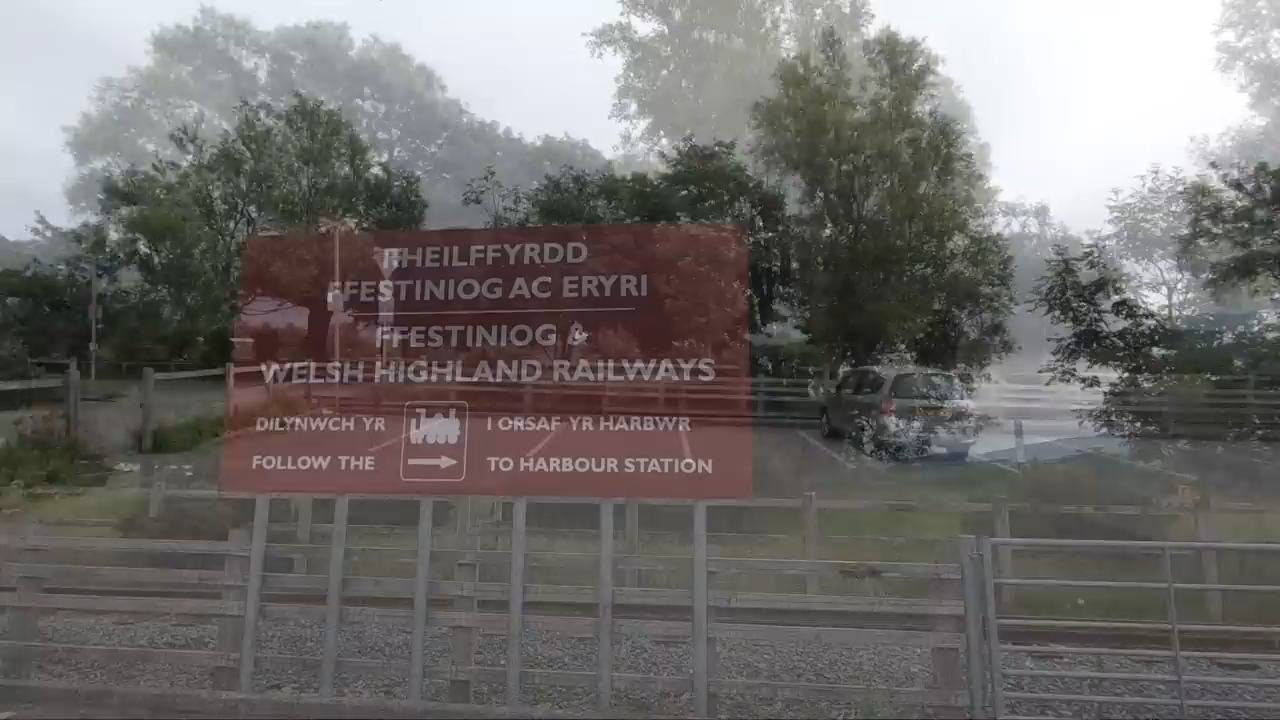 RHEILFFYRDD
FFESTINIOG AC ERYRI
FFESTINIOG &
WELSH HIGHLAND RAILWAYS
DILYNWCH YR I ORSAF YR HARBWR
FOLLOW THE TO HARBOUR STATION